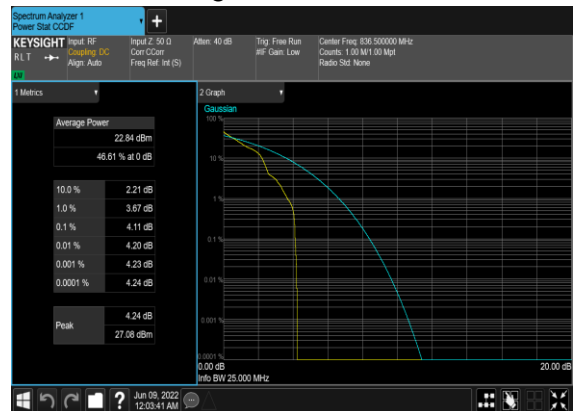 Spectrum Analyzer 1
Power Stat CCDF
KEYSIGHT
RLT
LW
Input: RF
Coupling: DC
Align: Auto
Input Z: 50 Ω
Corr CCorr
Freq Ref: Int (S)
Atten: 40 dB
Trig: Free Run
#IF Gain: Low
Center Freq: 836.500000 MHz
Counts: 1.00 M/1.00 Mpt
Radio Std: None
1 Metrics
Average Power
22.84 dBm
46.61 % at 0 dB
10.0 % 2.21 dB
1.0 % 3.67 dB
0.1 % 4.11 dB
0.01 % 4.20 dB
0.001 % 4.23 dB
0.0001 % 4.24 dB
Peak
4.24 dB
27.08 dBm
2 Graph
Gaussian
100 %
10 %
1 %
0.1 %
0.01 %
0.001 %
0.0001 %
0.00 dB 20.00 dB
Info BW 25.000 MHz
? Jun 09, 2022
12:03:41 AM